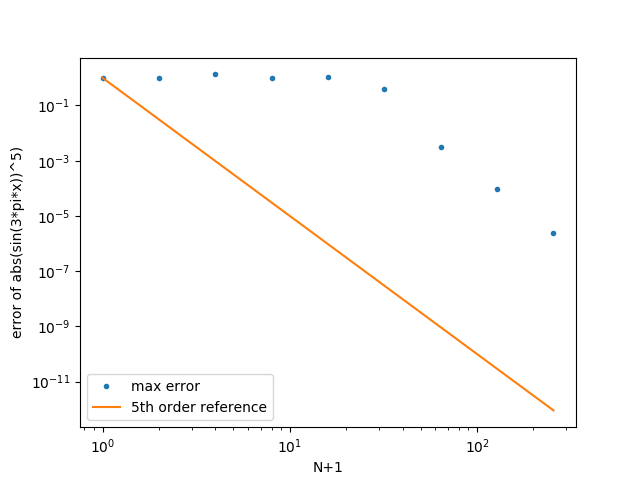 error of abs(sin(3*pi*x))^5)
10^{-1}
10^{-3}
10^{-5}
10^{-7}
10^{-9}
10^{-11}
max error
5th order reference
10^{0}
10^{1}
10^{2}
N+1